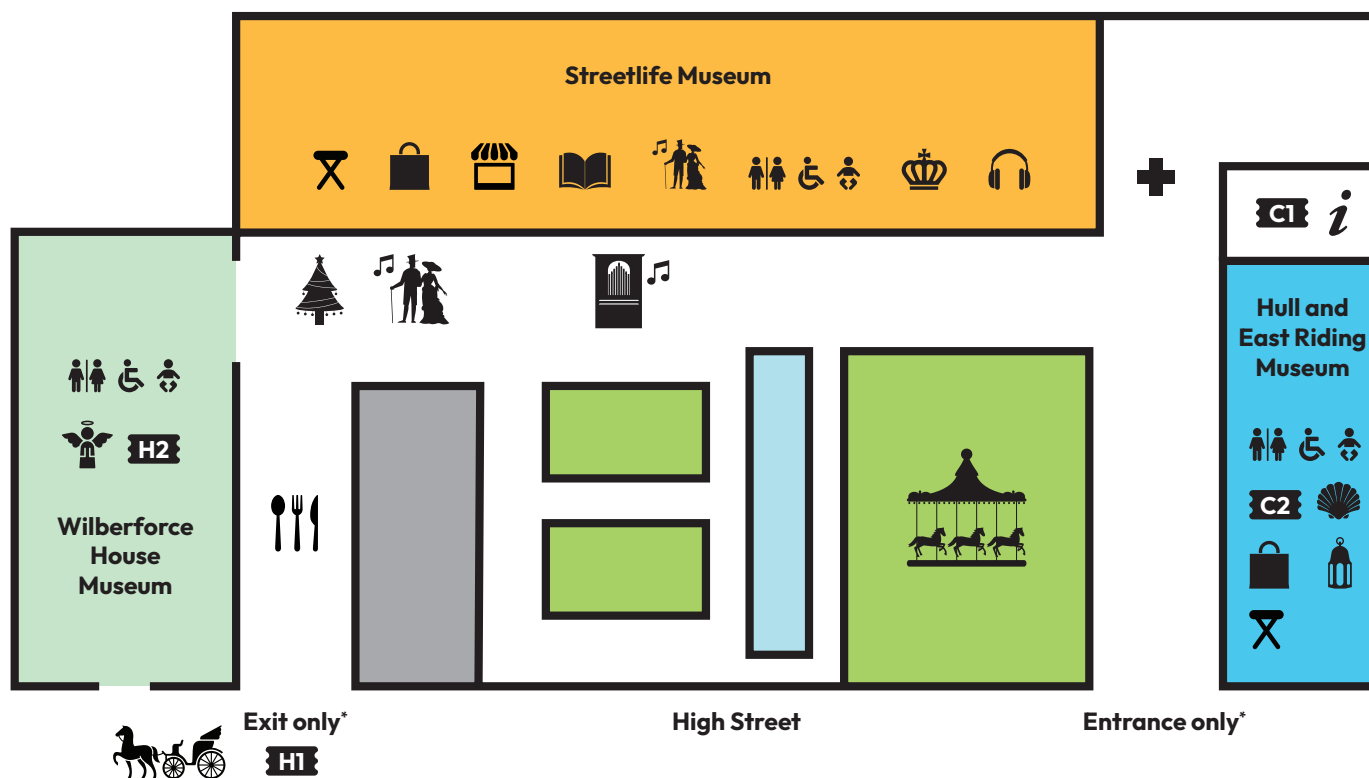 Streetlife Museum
C1 i
Hull and
East Riding
Museum
H2
C2
Wilberforce
House
Museum
Exit only*
High Street
Entrance only*
H1